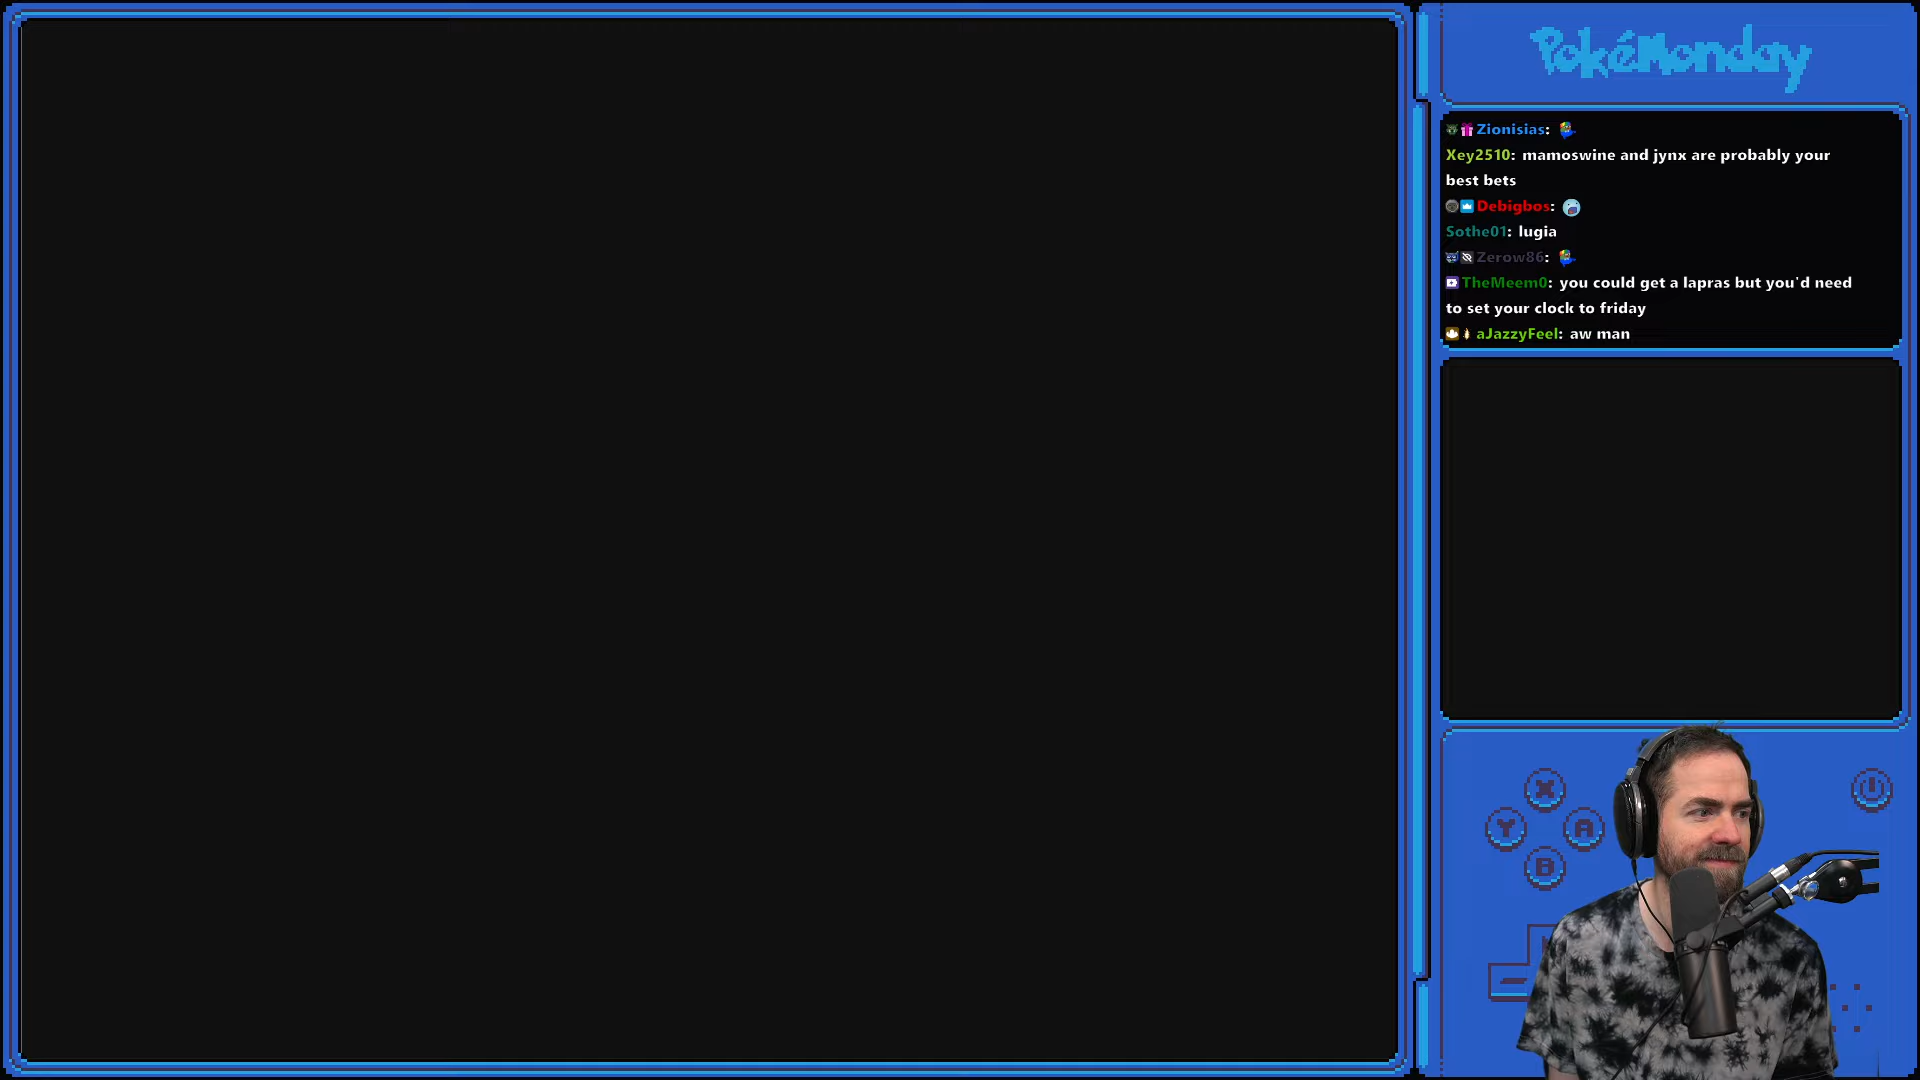 PokéMonday
Zionisias:
Xey2510: mamoswine and jynx are probably your
best bets
Debigbos:
Sothe01: lugia
Zerow86:
TheMeem0: you could get a lapras but you'd need
to set your clock to friday
aJazzyFeel: aw man
X
Y A
B